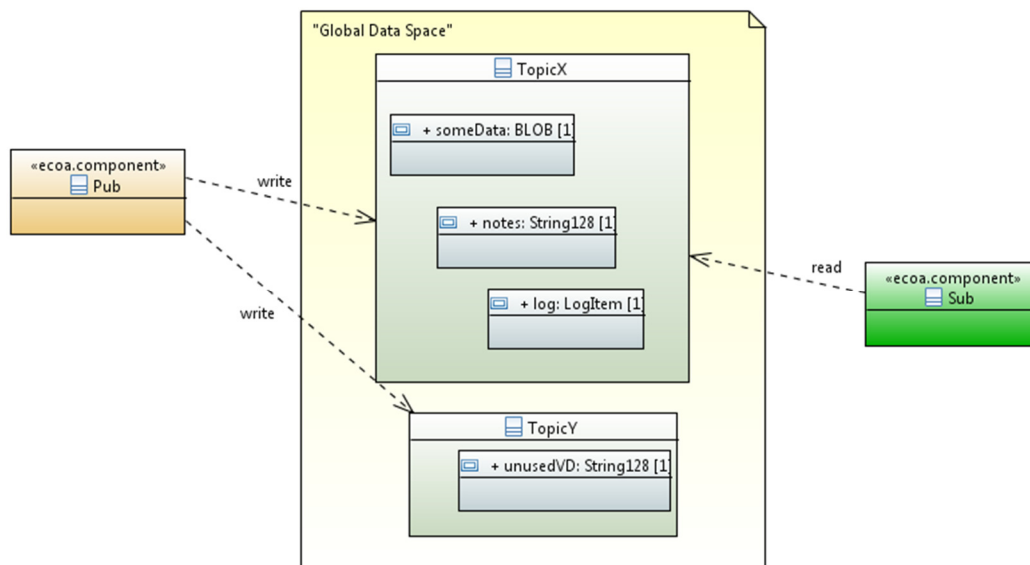 "Global Data Space"
TopicX
+ someData: BLOB [1]
«ecoa.component»
Pub
write
+ notes: String128 [1]
read
«ecoa.component»
Sub
+ log: LogItem [1]
write
TopicY
+ unusedVD: String128 [1]